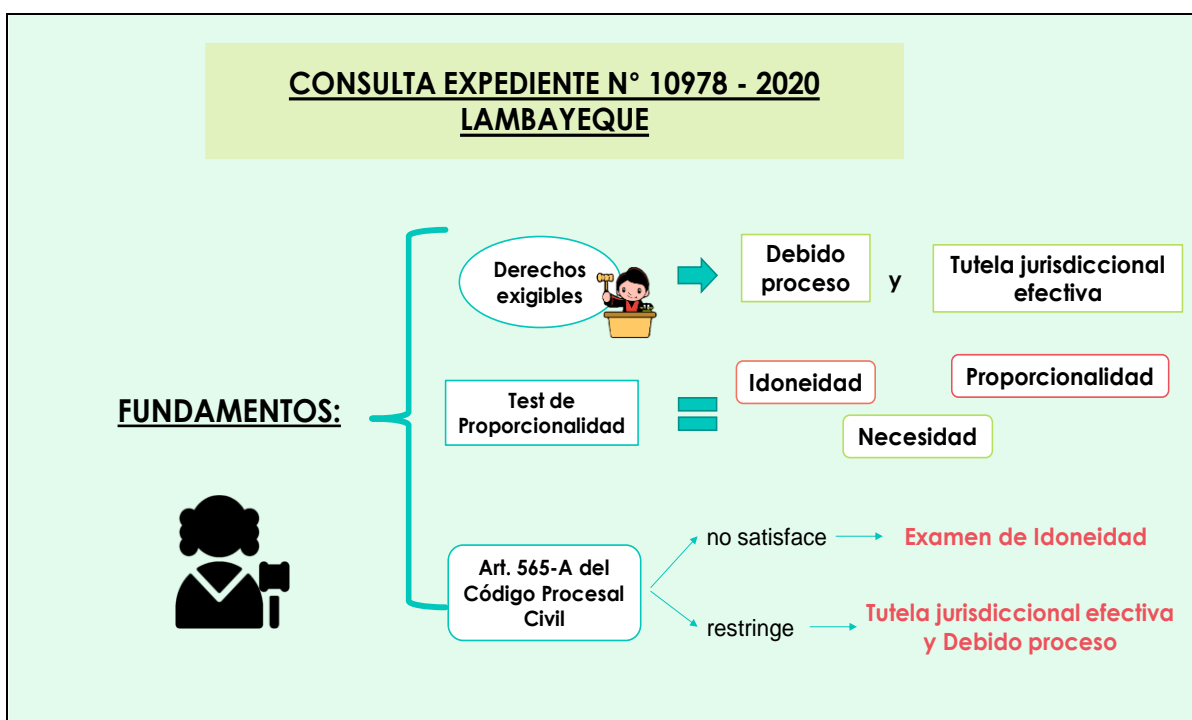 CONSULTA EXPEDIENTE N° 10978 - 2020
LAMBAYEQUE
FUNDAMENTOS:
Derechos
exigibles
Debido
proceso
y
Tutela jurisdiccional
efectiva
Test de
Proporcionalidad
Idoneidad
Proporcionalidad
Necesidad
Art. 565-A del
Código Procesal
Civil
no satisface
Examen de Idoneidad
restringe
Tutela jurisdiccional efectiva
y Debido proceso